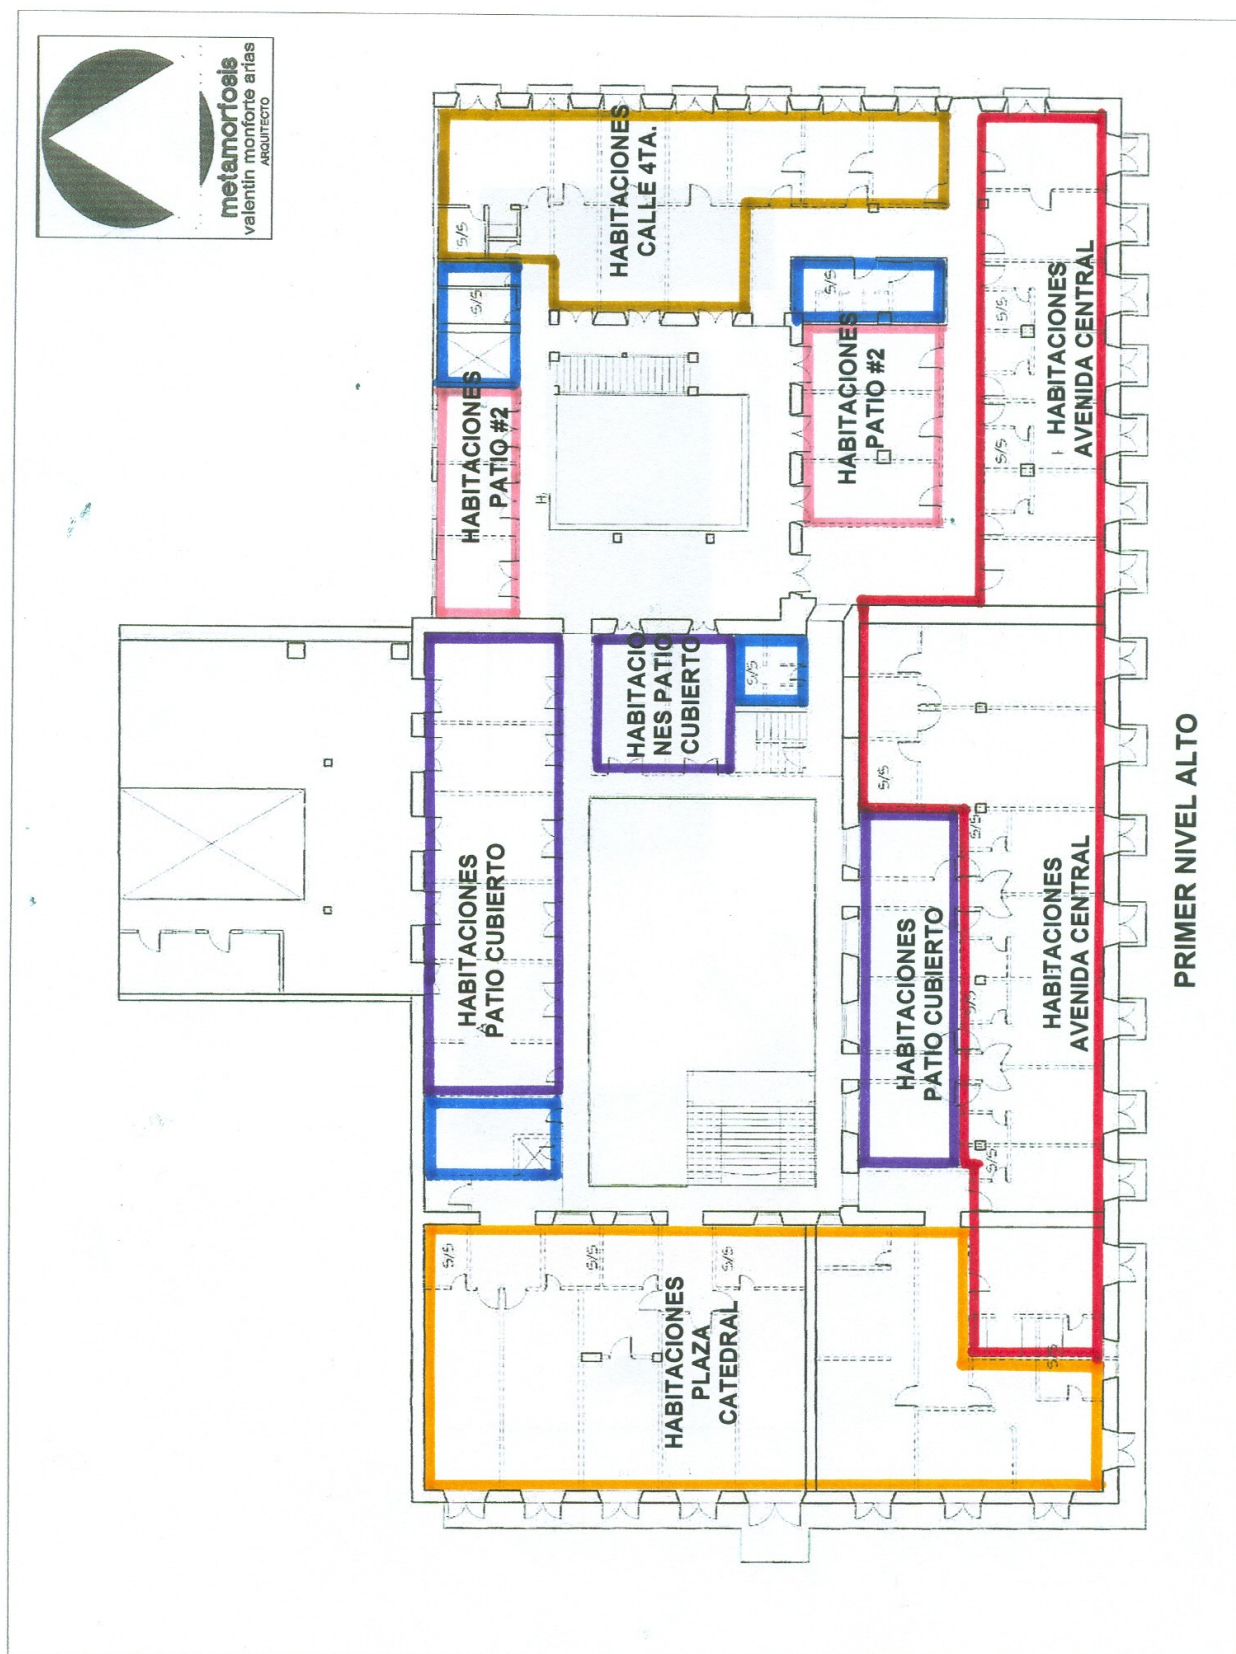 metamorfosis
valentin monforte arias
ARQUITECTO
HABITACIONES
CALLE 4TA.
S/S
S/S
S/S
HABITACIONES
PATIO #2
HABITACIONES
PATIO #2
S/S
S/S
HABITACIONES
AVENIDA CENTRAL
H
HABITACIO
NES PATIO
CUBIERTO
S/S
S/S
HABITACIONES
PATIO CUBIERTO
HABITACIONES
PATIO CUBIERTO
S/S
S/S
S/S
HABITACIONES
AVENIDA CENTRAL
S/S
S/S
S/S
HABITACIONES
PLAZA
CATEDRAL
S/S
PRIMER NIVEL ALTO